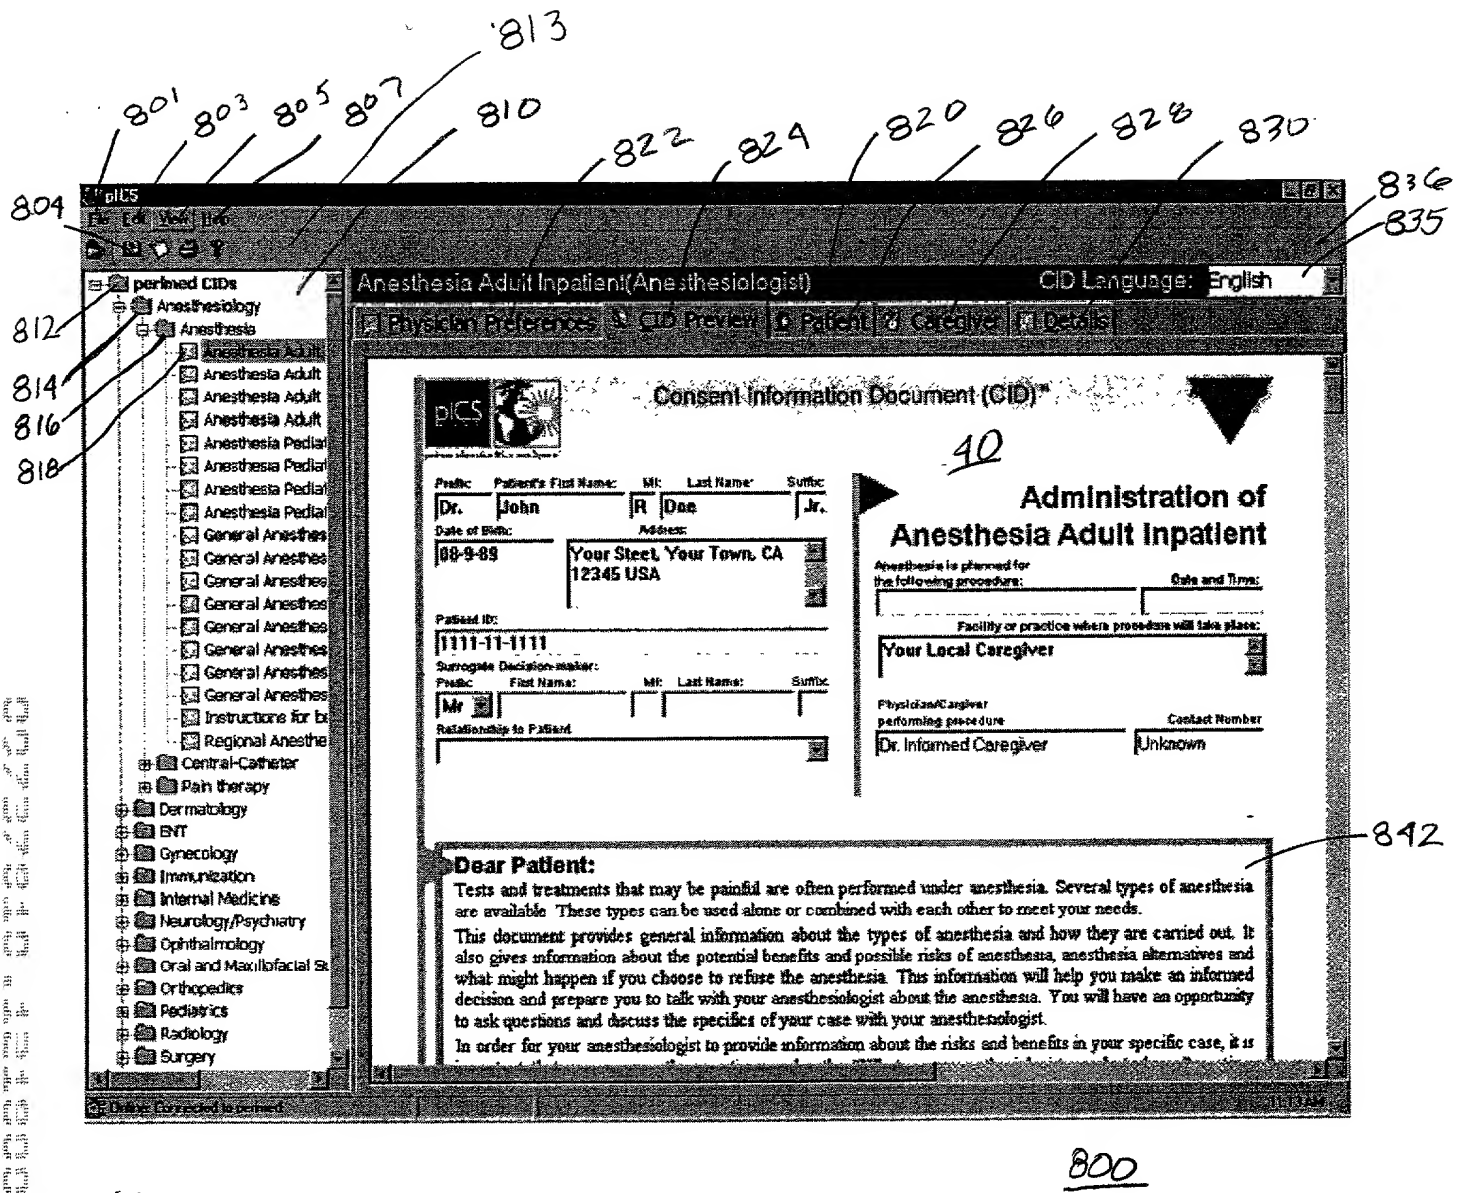 813
801
803
805
807
810
822
824
820
826
828
830
804
836
835
pICS
File Edit View Help
perimed CIDs
Anesthesia Adult Inpatient(Anesthesiologist)
CID Language: English
Anesthesiology
812
Anesthesia
Physician Preferences
CID Preview
Patient
Caregiver
Details
Anesthesia Adult
Anesthesia Adult
814
Anesthesia Adult
Anesthesia Adult
816
Anesthesia Pediat
Anesthesia Pediat
818
Anesthesia Pediat
Anesthesia Pediat
General Anesthes
General Anesthes
General Anesthes
General Anesthes
General Anesthes
General Anesthes
General Anesthes
General Anesthes
Instructions for b
Regional Anesthe
Central-Catheter
Pain therapy
Dermatology
ENT
Gynecology
Immunization
Internal Medicine
Neurology/Psychiatry
Ophthalmology
Oral and Maxillofacial Su
Orthopedics
Pediatrics
Radiology
Surgery
pICS
Consent Information Document (CID)™
40
Prefix: Patient's First Name: MI: Last Name: Suffix:
Dr. John R Doe Jr.
Date of Birth: Address:
08-9-89
Your Steet, Your Town, CA
12345 USA
Patient ID:
1111-11-1111
Surrogate Decision-maker:
Prefix: First Name: MI: Last Name: Suffix:
Mr
Relationship to Patient
Administration of
Anesthesia Adult Inpatient
Anesthesia is planned for
the following procedure: Date and Time:
Facility or practice where procedure will take place:
Your Local Caregiver
Physician/Caregiver
performing procedure Contact Number
Dr. Informed Caregiver Unknown
842
Dear Patient:
Tests and treatments that may be painful are often performed under anesthesia. Several types of anesthesia
are available These types can be used alone or combined with each other to meet your needs.
This document provides general information about the types of anesthesia and how they are carried out. It
also gives information about the potential benefits and possible risks of anesthesia, anesthesia alternatives and
what might happen if you choose to refuse the anesthesia. This information will help you make an informed
decision and prepare you to talk with your anesthesiologist about the anesthesia. You will have an opportunity
to ask questions and discuss the specifics of your case with your anesthesiologist.
In order for your anesthesiologist to provide information about the risks and benefits in your specific case, it is
Online: Connected to perimed
11:13 AM
800